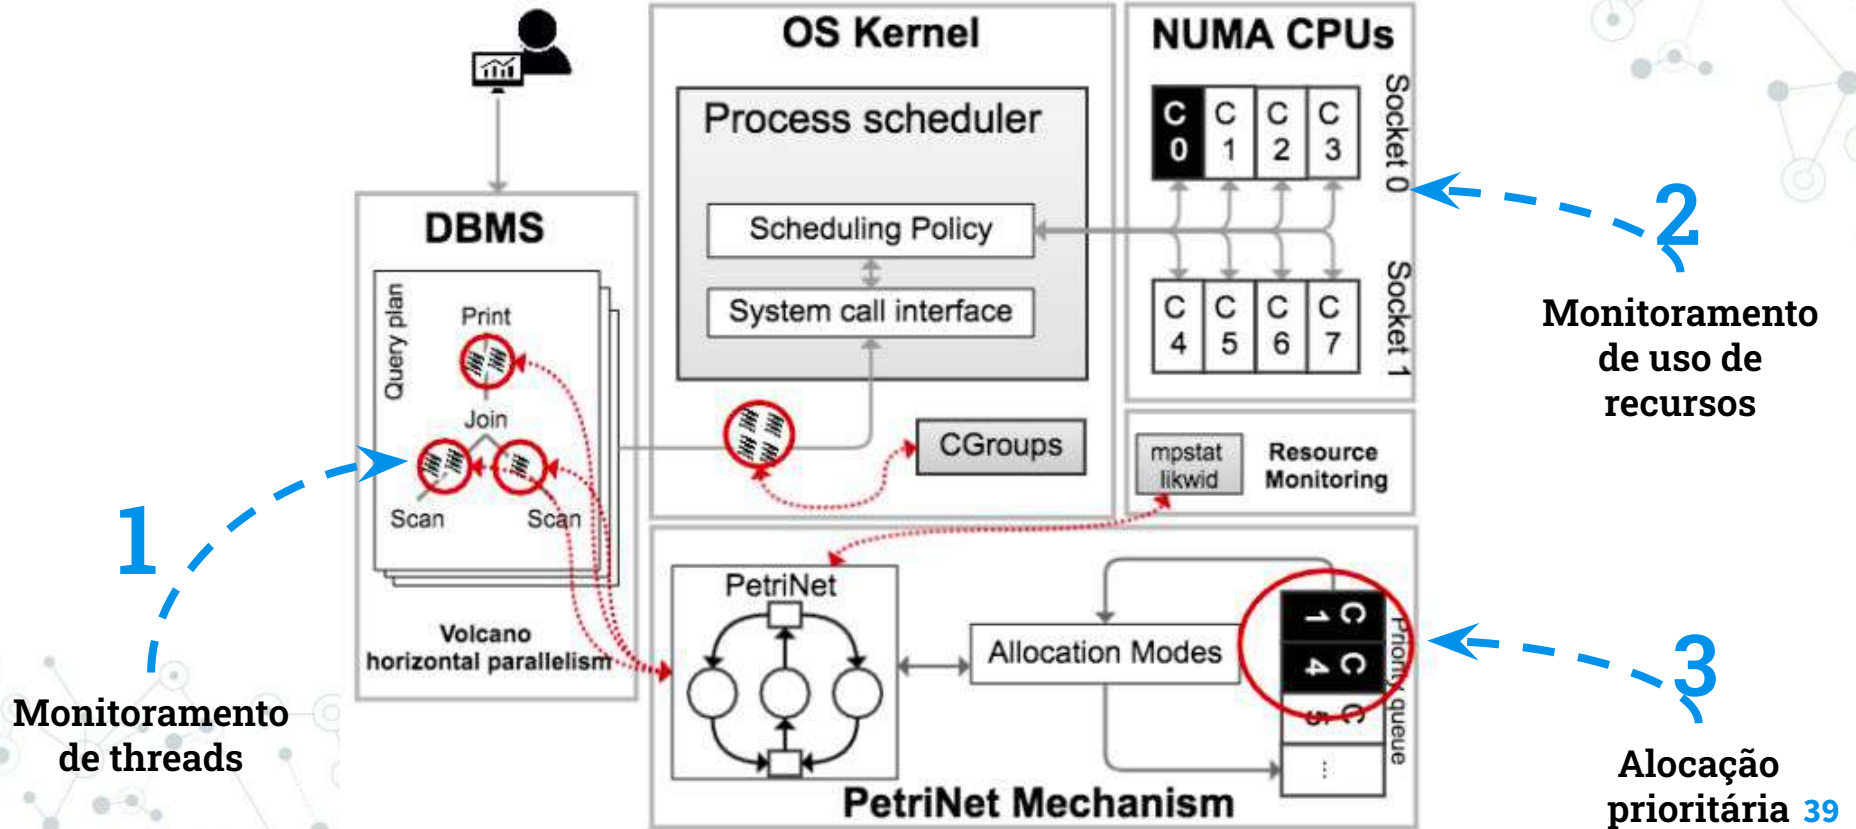 OS Kernel
NUMA CPUs
Process scheduler
Scheduling Policy
System call interface
CGroups
C 0
C 1
C 2
C 3
Socket 0
C 4
C 5
C 6
C 7
Socket 1
mpstat
likwid
Resource
Monitoring
DBMS
Query plan
Print
Join
Scan
Scan
Volcano
horizontal parallelism
PetriNet
Allocation Modes
C 1
C 4
C 5
...
Priority queue
PetriNet Mechanism
1
Monitoramento
de threads
2
Monitoramento
de uso de
recursos
3
Alocação
prioritária
39